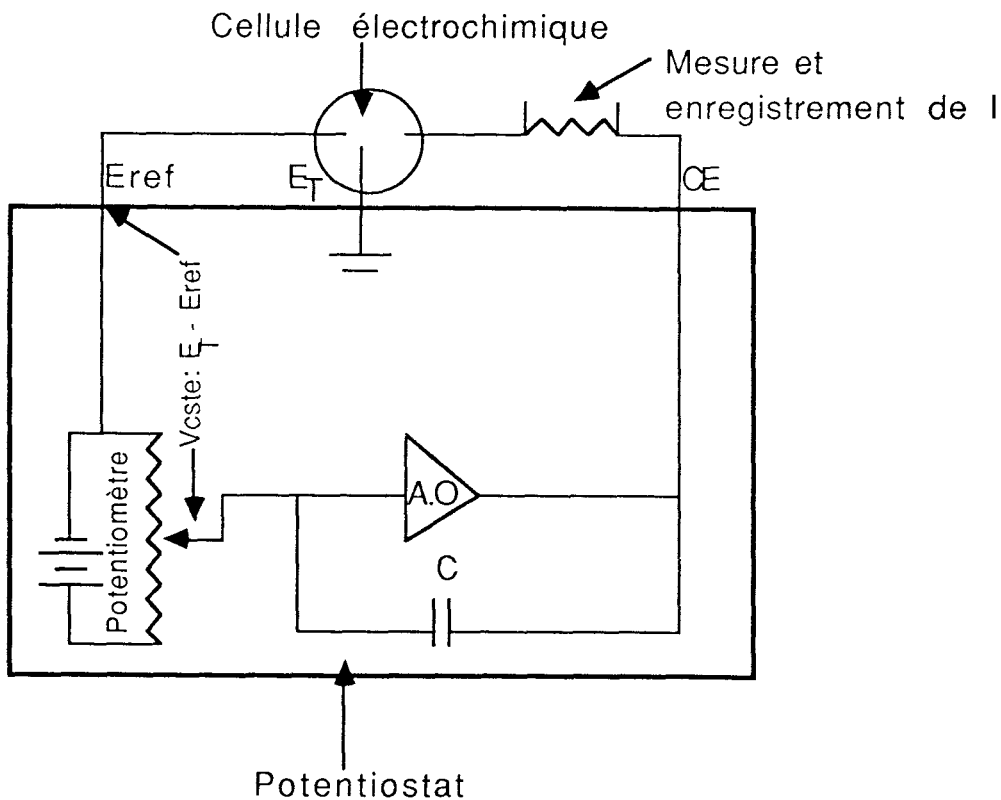 Cellule électrochimique
Mesure et
enregistrement de I
Eref
ET
CE
Vcste: ET - Eref
Potentiomètre
A.O
C
Potentiostat